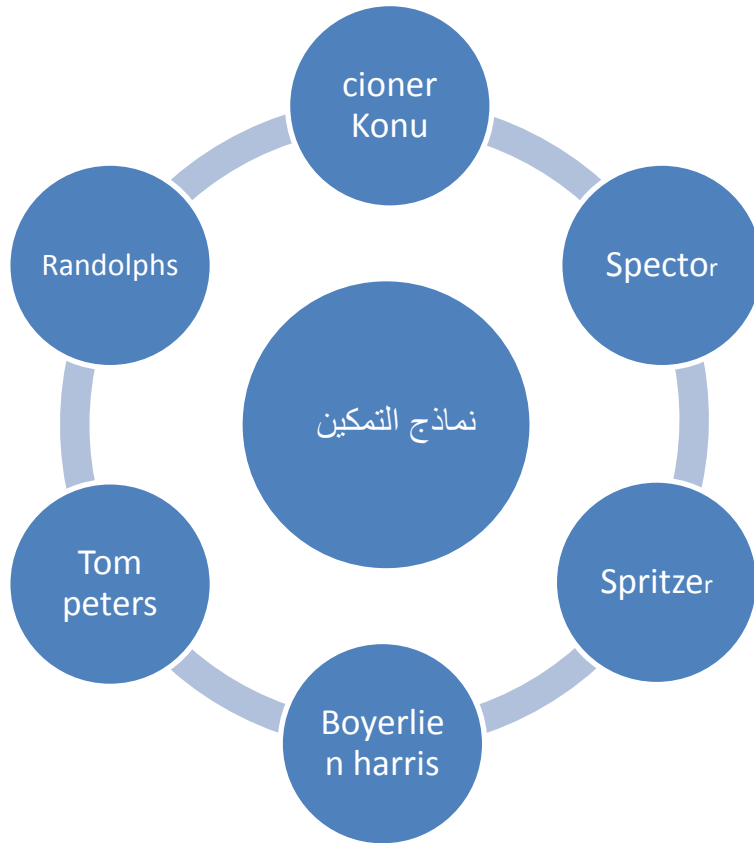 cioner
Konu
Spector
Spritzer
Boyerlie
n harris
Tom
peters
Randolphs
نماذج التمكين